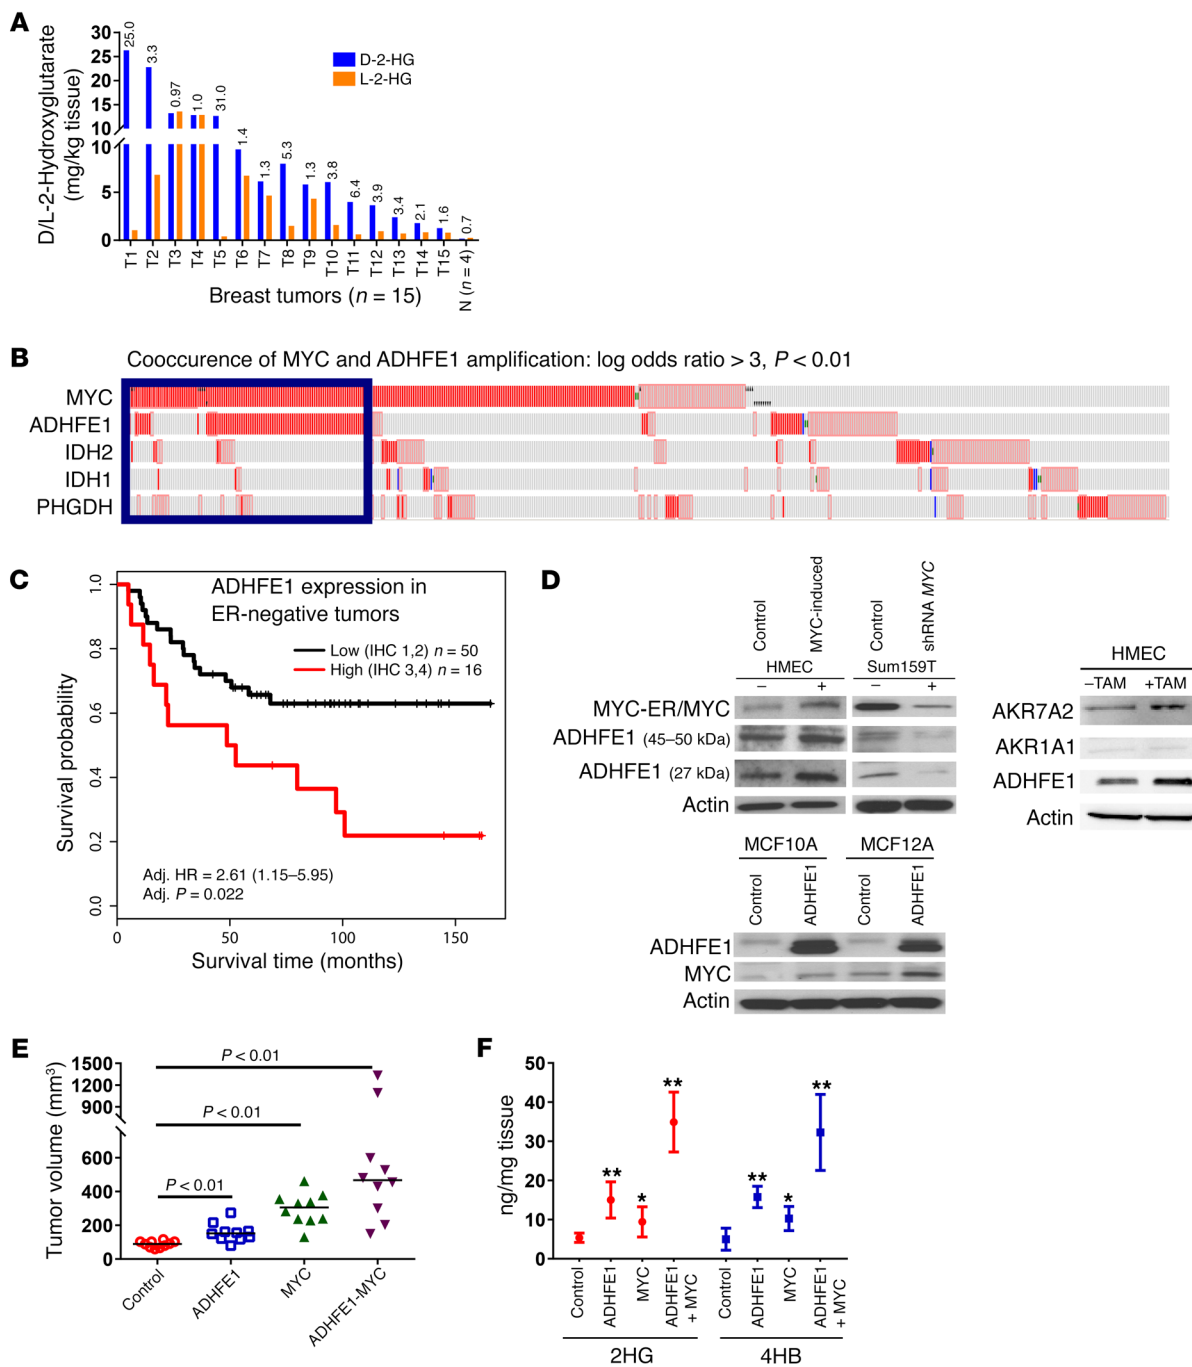 A
D/L-2-Hydroxyglutarate
(mg/kg tissue)
30
25
20
15
10
10
5
0
25.0
3.3
0.97
1.0
31.0
1.4
1.3
5.3
1.3
3.8
6.4
3.9
3.4
2.1
1.6
0.7
D-2-HG
L-2-HG
T1
T2
T3
T4
T5
T6
T7
T8
T9
T10
T11
T12
T13
T14
T15
N (n = 4)
Breast tumors (n = 15)
B
Cooccurence of MYC and ADHFE1 amplification: log odds ratio > 3, P < 0.01
MYC
ADHFE1
IDH2
IDH1
PHGDH
C
ADHFE1 expression in
ER-negative tumors
Low (IHC 1,2) n = 50
High (IHC 3,4) n = 16
Survival probability
1.0
0.8
0.6
0.4
0.2
0.0
Adj. HR = 2.61 (1.15–5.95)
Adj. P = 0.022
0 50 100 150
Survival time (months)
D
Control
MYC-induced
Control
shRNA MYC
HMEC Sum159T
– + – +
MYC-ER/MYC
ADHFE1 (45–50 kDa)
ADHFE1 (27 kDa)
Actin
HMEC
–TAM +TAM
AKR7A2
AKR1A1
ADHFE1
Actin
MCF10A MCF12A
Control
ADHFE1
Control
ADHFE1
ADHFE1
MYC
Actin
E
Tumor volume (mm3)
1500
1200
900
600
400
200
0
P < 0.01
P < 0.01
P < 0.01
Control
ADHFE1
MYC
ADHFE1-MYC
F
ng/mg tissue
50
40
30
20
10
0
**
*
**
**
*
**
Control
ADHFE1
MYC
ADHFE1
+ MYC
Control
ADHFE1
MYC
ADHFE1
+ MYC
2HG 4HB